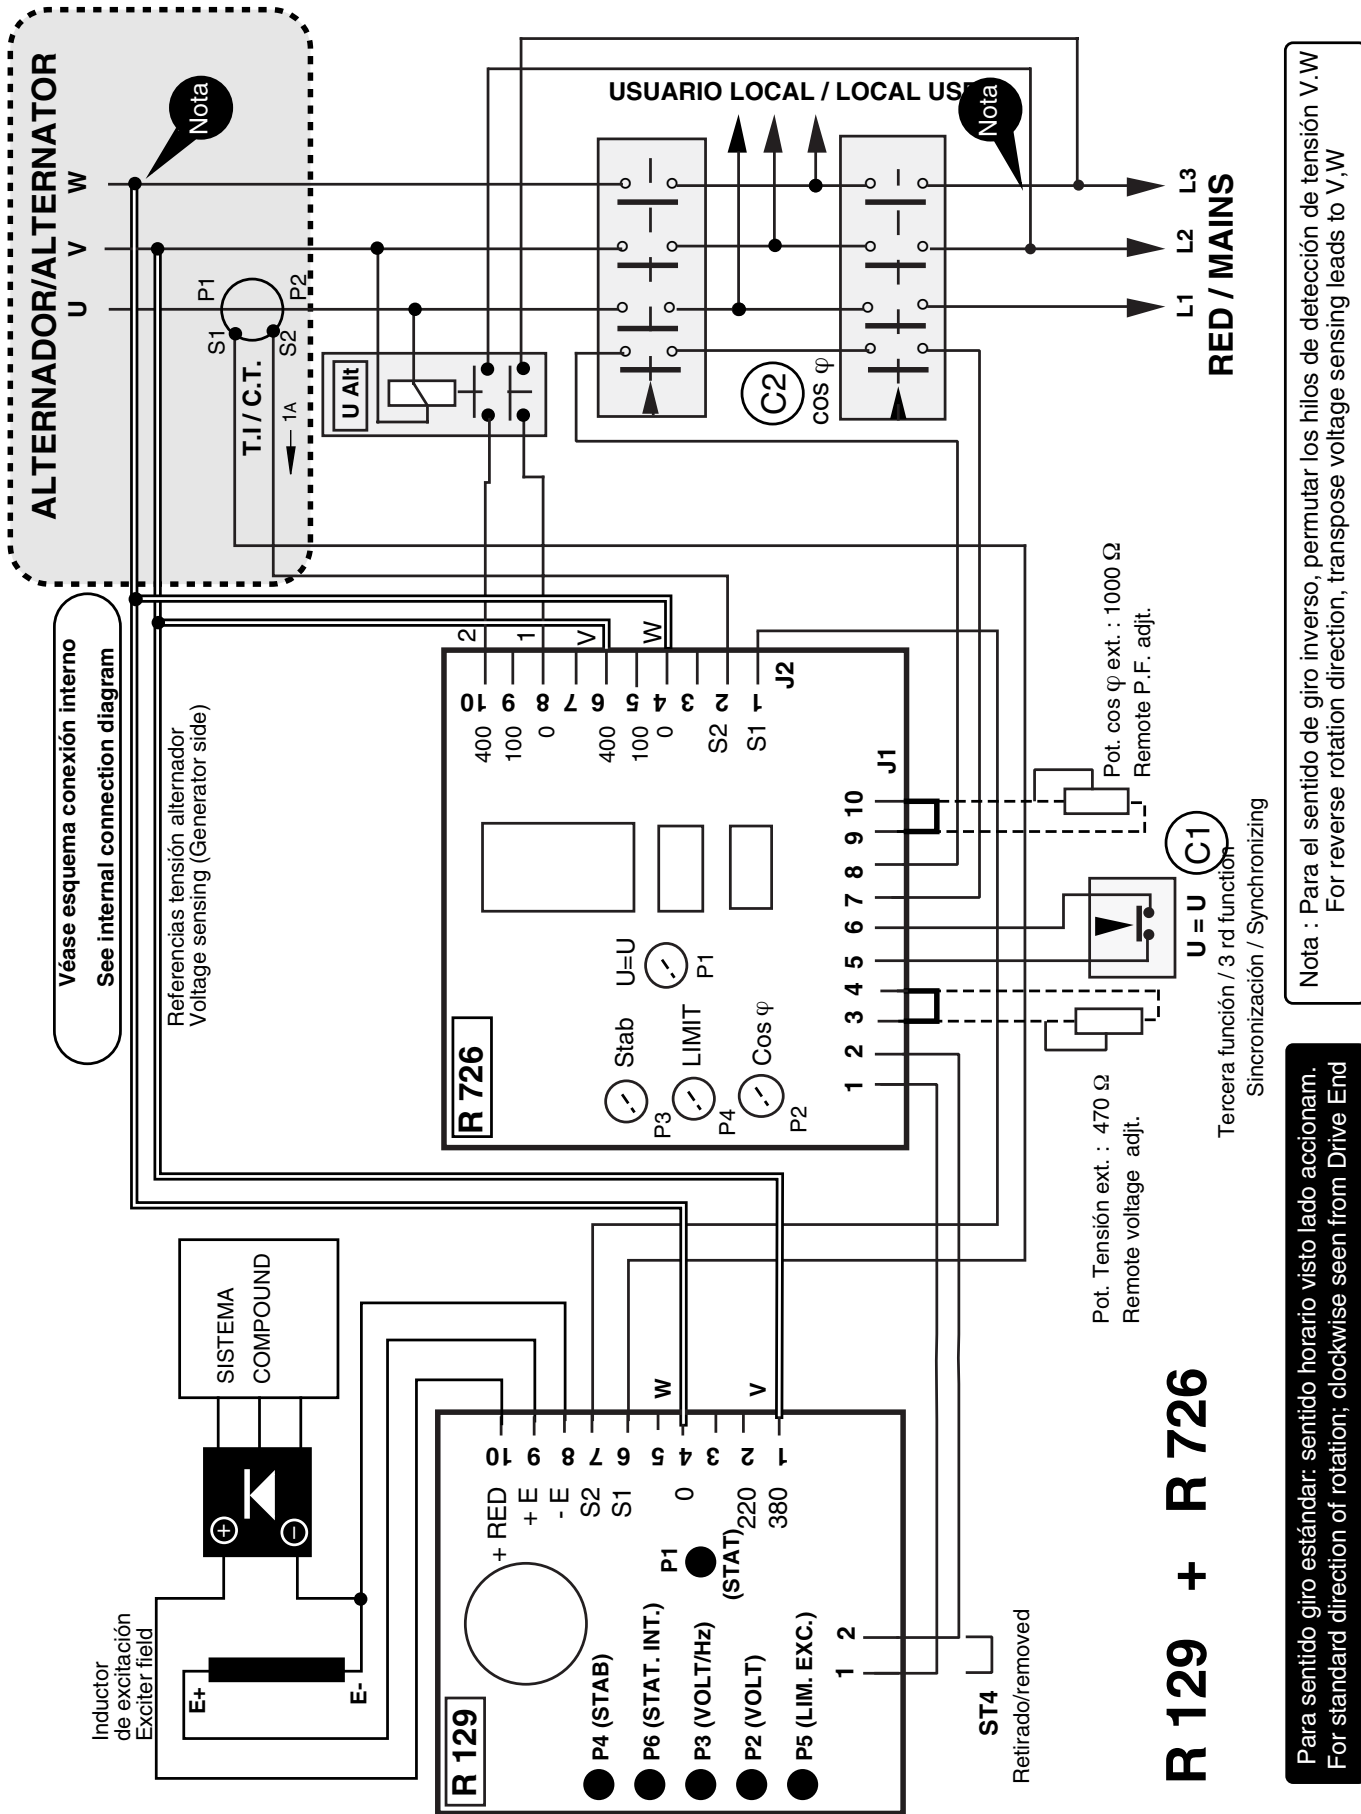 ALTERNADOR/ALTERNATOR
U
V
W
Nota
P1
P2
S1
S2
T.I / C.T.
1A
U Alt
USUARIO LOCAL / LOCAL USE
Nota
C2
cos φ
L1
L2
L3
RED / MAINS
Véase esquema conexión interno
See internal connection diagram
Referencias tensión alternador
Voltage sensing (Generator side)
R 726
Stab
P3
LIMIT
P4
Cos φ
P2
U=U
P1
2
1
V
W
10
9
8
7
6
5
4
3
2
1
J2
400
100
0
400
100
0
S2
S1
J1
1
2
3
4
5
6
7
8
9
10
Pot. cos φ ext. : 1000 Ω
Remote P.F. adjt.
C1
U = U
Tercera función / 3 rd function
Sincronización / Synchronizing
Pot. Tensión ext. : 470 Ω
Remote voltage adjt.
SISTEMA
COMPOUND
+
−
Inductor
de excitación
Exciter field
E+
E-
R 129
P4 (STAB)
P6 (STAT. INT.)
P3 (VOLT/Hz)
P2 (VOLT)
P5 (LIM. EXC.)
P1
(STAT)
+ RED
+ E
- E
S2
S1
0
220
380
10
9
8
7
6
5
4
3
2
1
W
V
1
2
ST4
Retirado/removed
R 129 + R 726
Para sentido giro estándar: sentido horario visto lado accionam.
For standard direction of rotation; clockwise seen from Drive End
Nota : Para el sentido de giro inverso, permutar los hilos de detección de tensión V.W
For reverse rotation direction, transpose voltage sensing leads to V,W